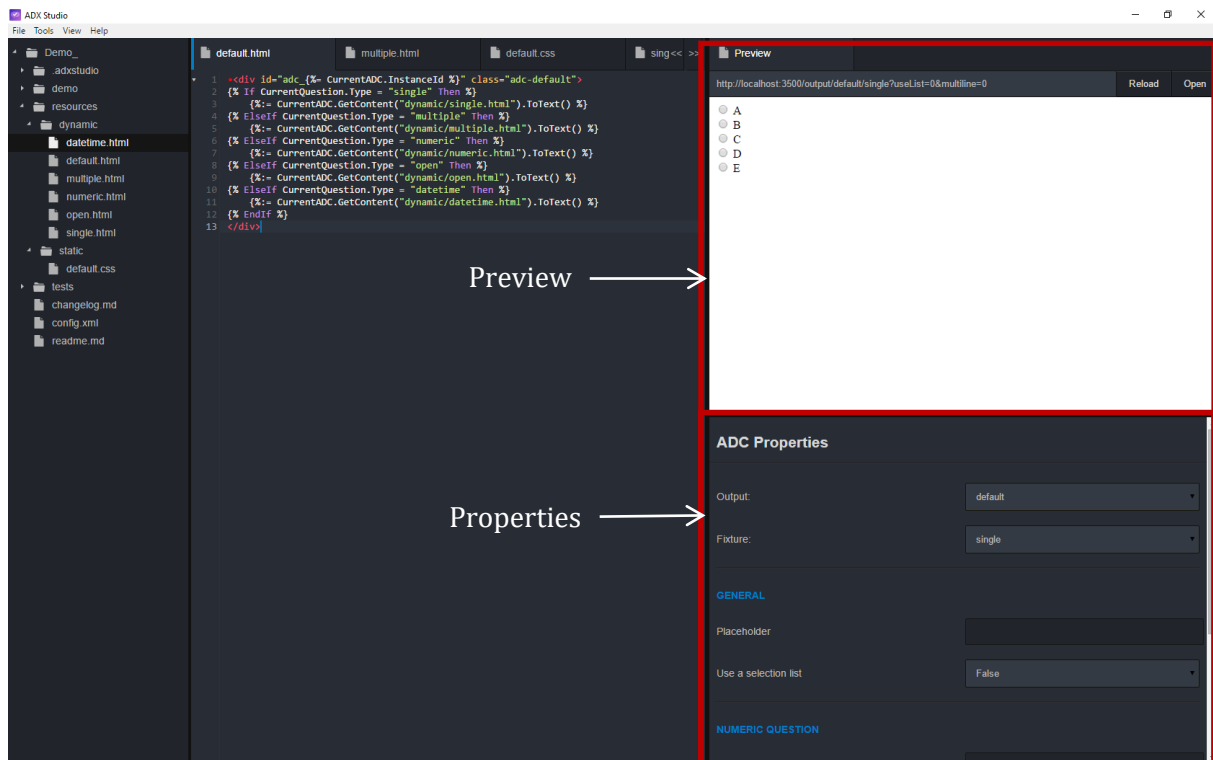 ADX Studio
File Tools View Help
Demo_
.adxstudio
demo
resources
dynamic
datetime.html
default.html
multiple.html
numeric.html
open.html
single.html
static
default.css
tests
changelog.md
config.xml
readme.md
default.html multiple.html default.css sing<< >>
1 <div id="adc_{%= CurrentADC.InstanceId %}" class="adc-default">
2 {% If CurrentQuestion.Type = "single" Then %}
3 {%:= CurrentADC.GetContent("dynamic/single.html").ToText() %}
4 {% ElseIf CurrentQuestion.Type = "multiple" Then %}
5 {%:= CurrentADC.GetContent("dynamic/multiple.html").ToText() %}
6 {% ElseIf CurrentQuestion.Type = "numeric" Then %}
7 {%:= CurrentADC.GetContent("dynamic/numeric.html").ToText() %}
8 {% ElseIf CurrentQuestion.Type = "open" Then %}
9 {%:= CurrentADC.GetContent("dynamic/open.html").ToText() %}
10 {% ElseIf CurrentQuestion.Type = "datetime" Then %}
11 {%:= CurrentADC.GetContent("dynamic/datetime.html").ToText() %}
12 {% EndIf %}
13 </div>
Preview
Properties
Preview
http://localhost:3500/output/default/single?useList=0&multiline=0 Reload Open
A
B
C
D
E
ADC Properties
Output: default
Fixture: single
GENERAL
Placeholder
Use a selection list False
NUMERIC QUESTION